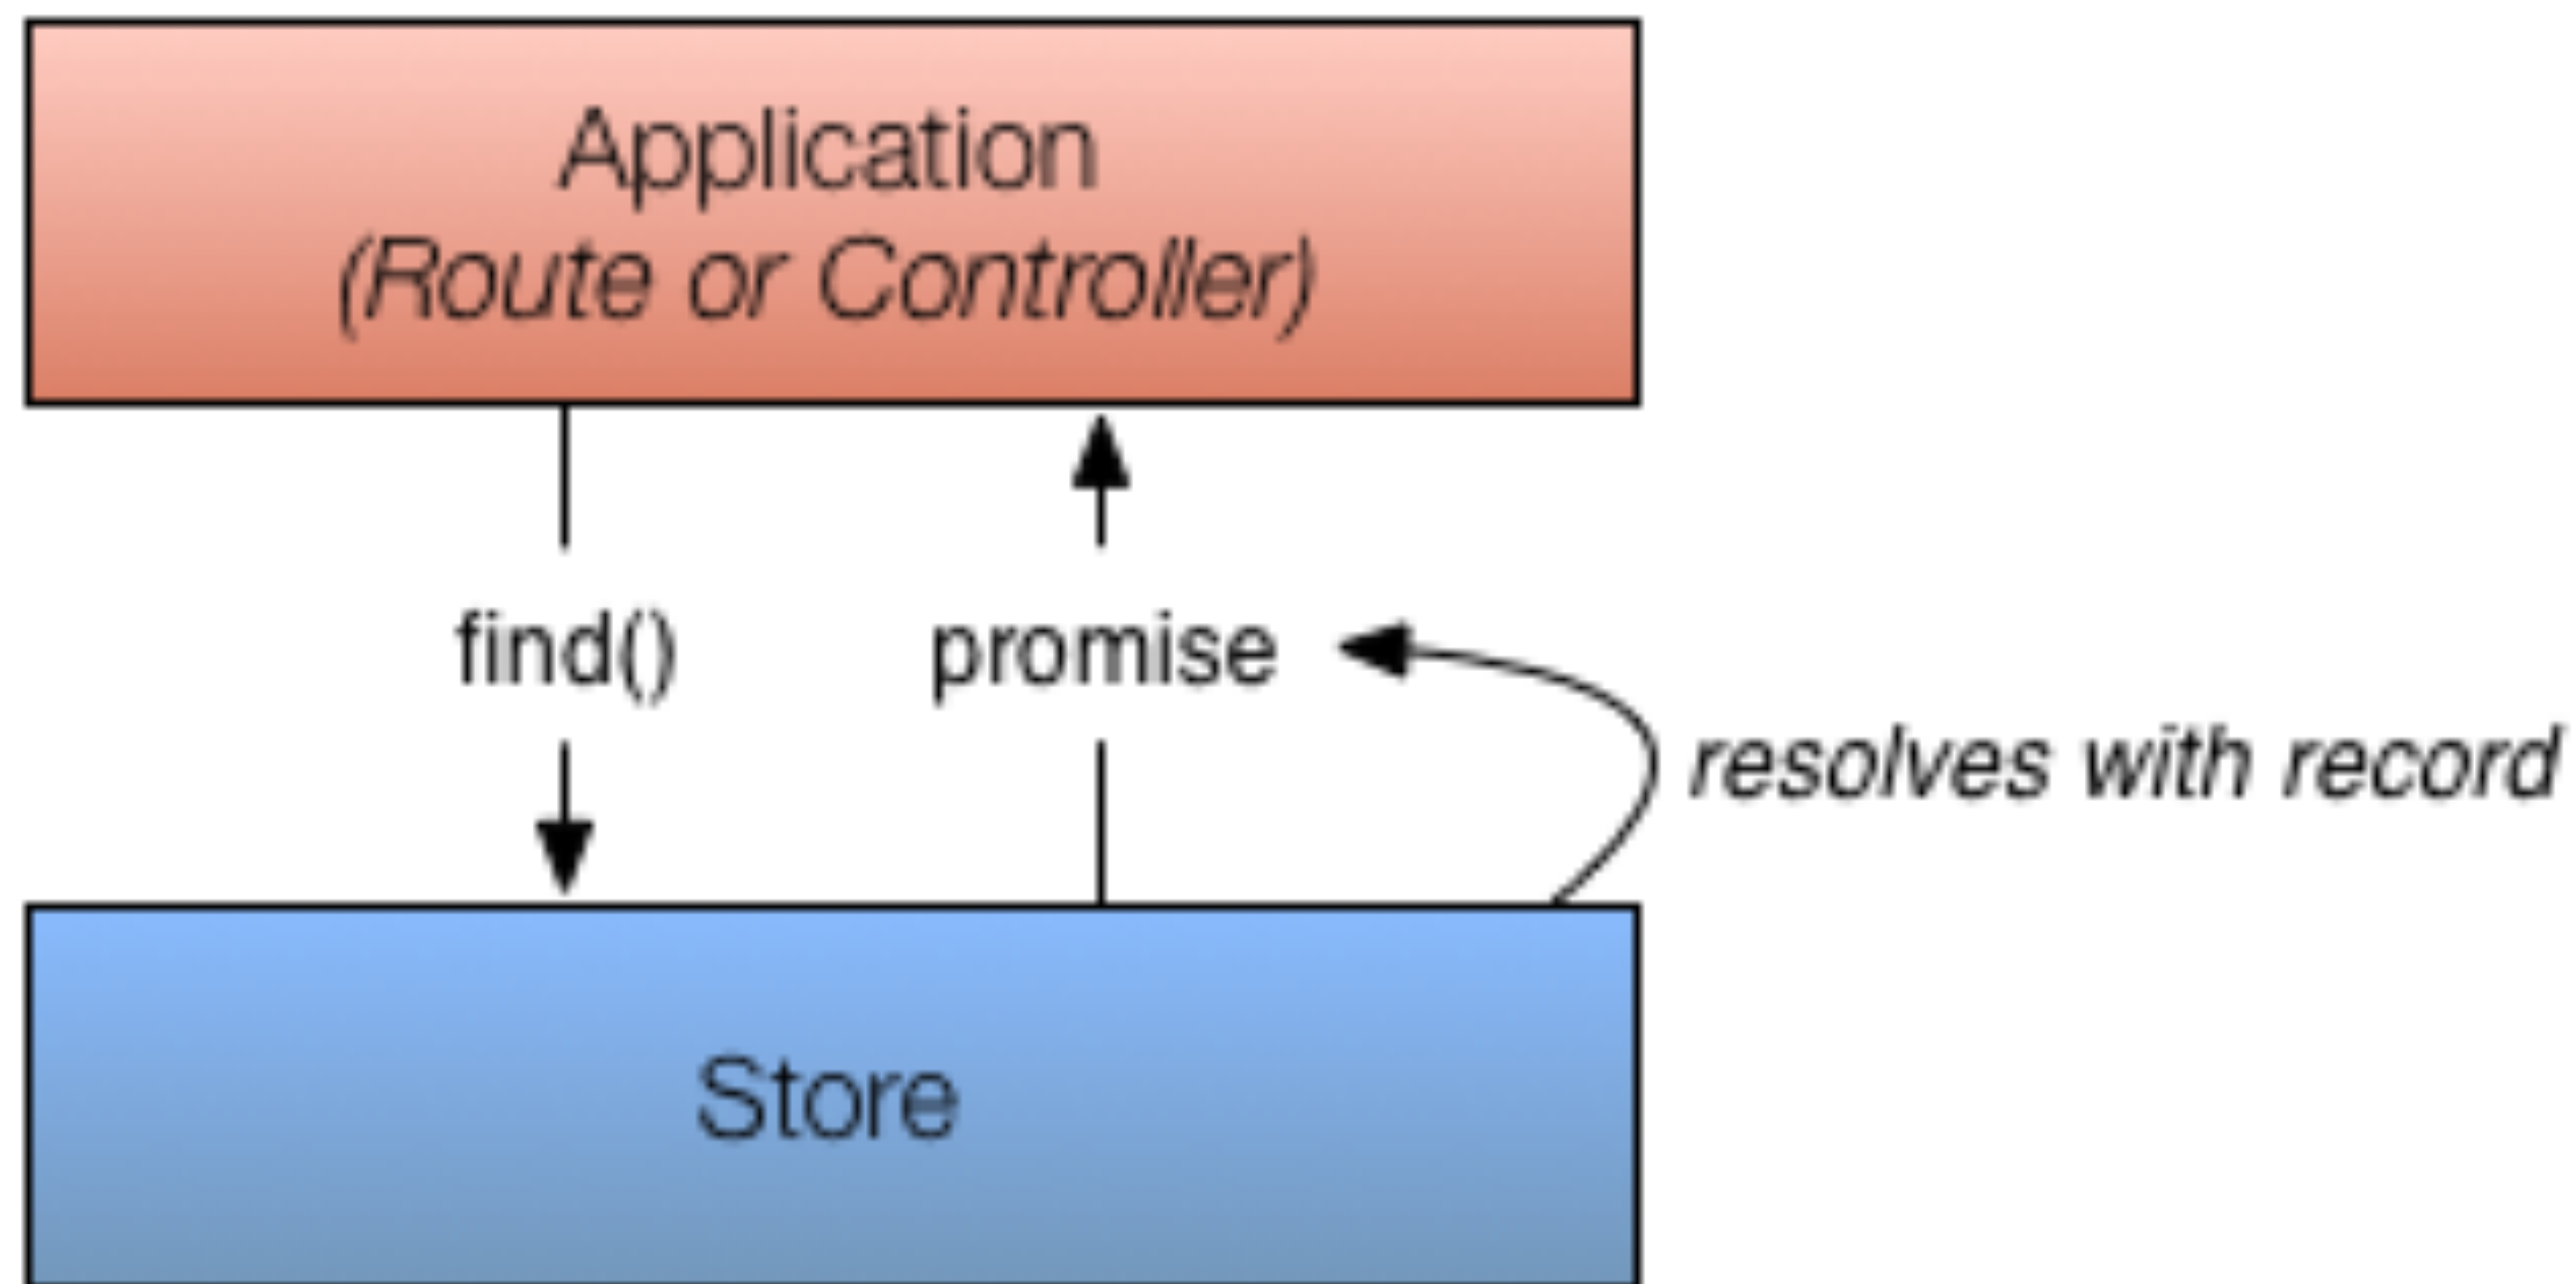 Application
(Route or Controller)
find()
promise
resolves with record
Store